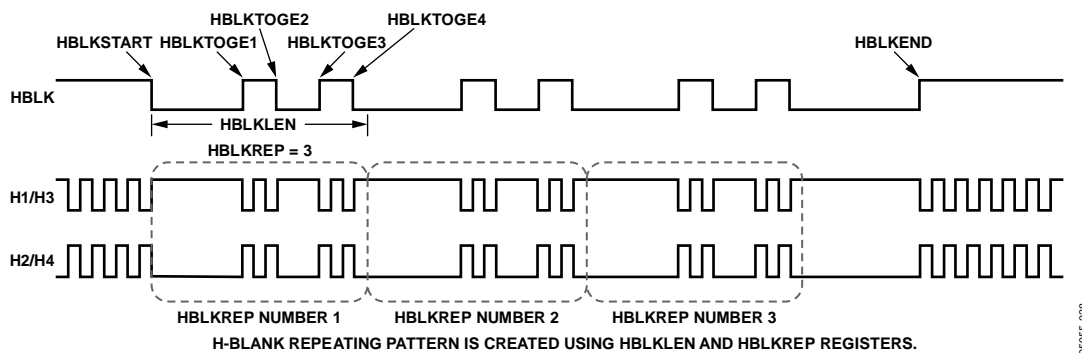 HBLKTOGE2
HBLKTOGE4
HBLKSTART
HBLKTOGE1
HBLKTOGE3
HBLKEND
HBLK
HBLKLEN
HBLKREP = 3
H1/H3
H2/H4
HBLKREP NUMBER 1
HBLKREP NUMBER 2
HBLKREP NUMBER 3
H-BLANK REPEATING PATTERN IS CREATED USING HBLKLEN AND HBLKREP REGISTERS.